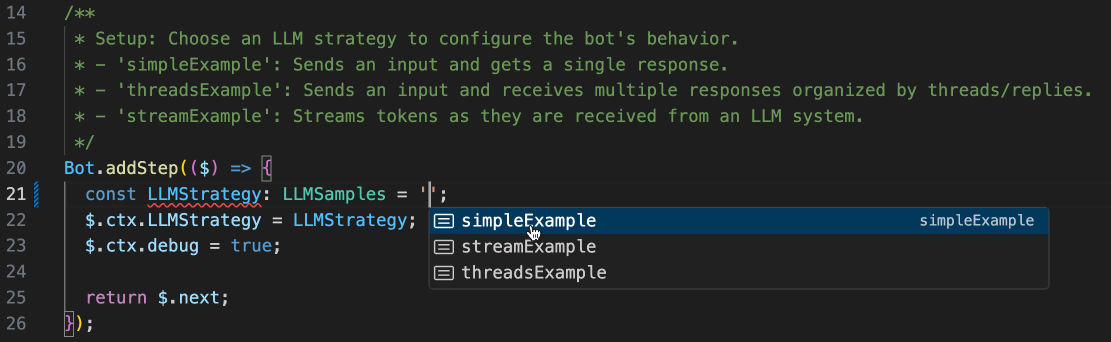 14 /**
15 * Setup: Choose an LLM strategy to configure the bot's behavior.
16 * - 'simpleExample': Sends an input and gets a single response.
17 * - 'threadsExample': Sends an input and receives multiple responses organized by threads/replies.
18 * - 'streamExample': Streams tokens as they are received from an LLM system.
19 */
20 Bot.addStep(($) => {
21 const LLMStrategy: LLMSamples = '';
22 $.ctx.LLMStrategy = LLMStrategy; simpleExample simpleExample
23 $.ctx.debug = true; streamExample
24 threadsExample
25 return $.next;
26 });